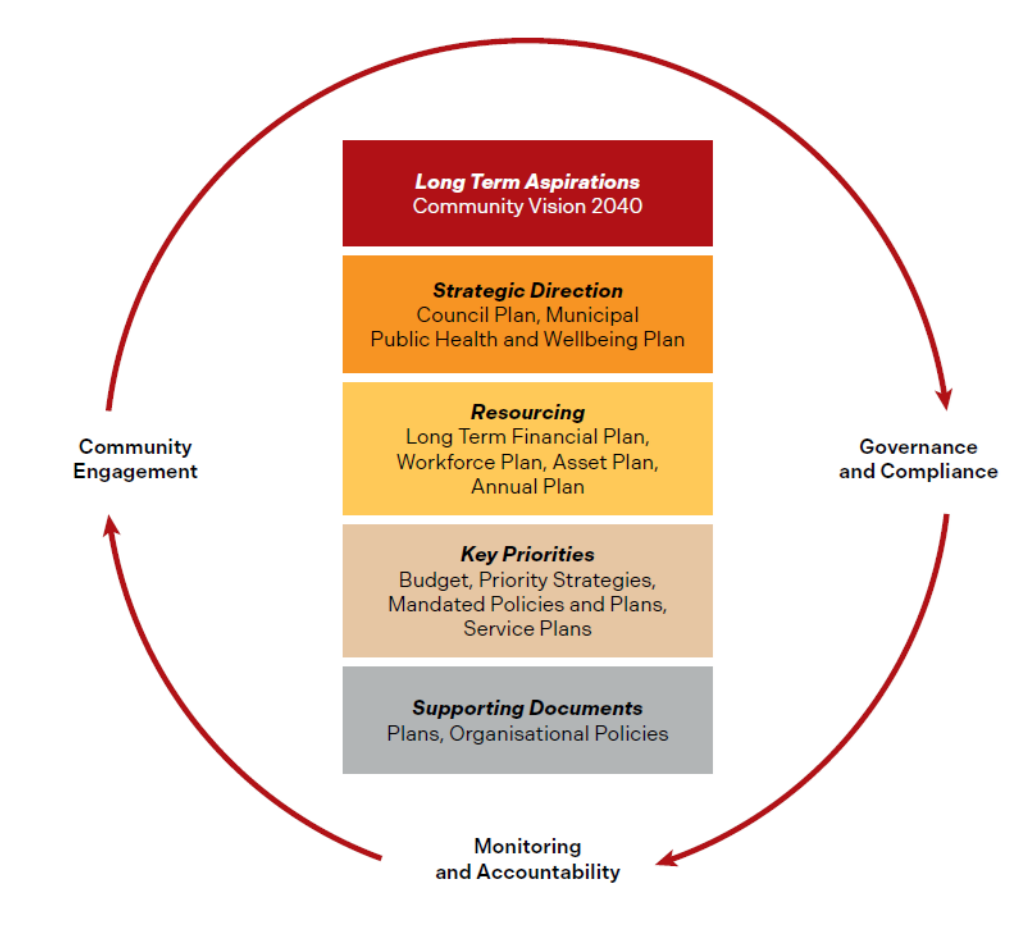 Long Term Aspirations
Community Vision 2040
Strategic Direction
Council Plan, Municipal
Public Health and Wellbeing Plan
Resourcing
Long Term Financial Plan,
Workforce Plan, Asset Plan,
Annual Plan
Community
Engagement
Governance
and Compliance
Key Priorities
Budget, Priority Strategies,
Mandated Policies and Plans,
Service Plans
Supporting Documents
Plans, Organisational Policies
Monitoring
and Accountability